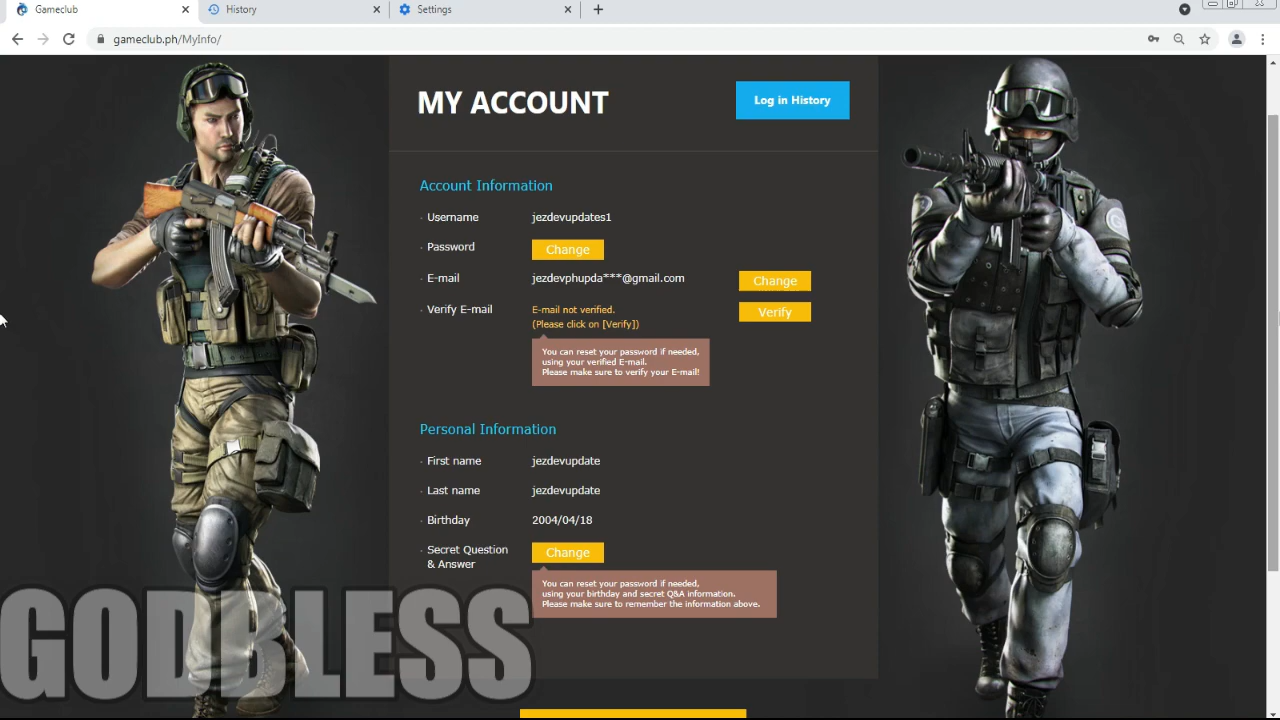 Gameclub
History
Settings
gameclub.ph/MyInfo/
MY ACCOUNT
Log in History
Account Information
Username jezdevupdates1
Password Change
E-mail jezdevphupda***@gmail.com Change
Verify E-mail E-mail not verified. Verify
(Please click on [Verify])
You can reset your password if needed,
using your verified E-mail.
Please make sure to verify your E-mail!
Personal Information
First name jezdevupdate
Last name jezdevupdate
Birthday 2004/04/18
Secret Question Change
& Answer
You can reset your password if needed,
using your birthday and secret Q&A information.
Please make sure to remember the information above.
GODBLESS